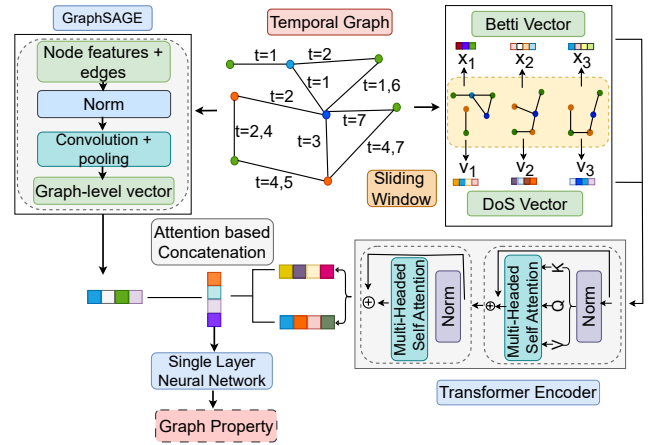 GraphSAGE
Node features +
edges
Norm
Convolution +
pooling
Graph-level vector
Temporal Graph
t=1
t=2
t=1
t=1,6
t=2
t=7
t=2,4
t=3
t=4,7
t=4,5
Sliding
Window
Betti Vector
x1
x2
x3
v1
v2
v3
DoS Vector
Attention based
Concatenation
Multi-Headed
Self Attention
Norm
Multi-Headed
Self Attention
K
Q
V
Norm
Transformer Encoder
Single Layer
Neural Network
Graph Property